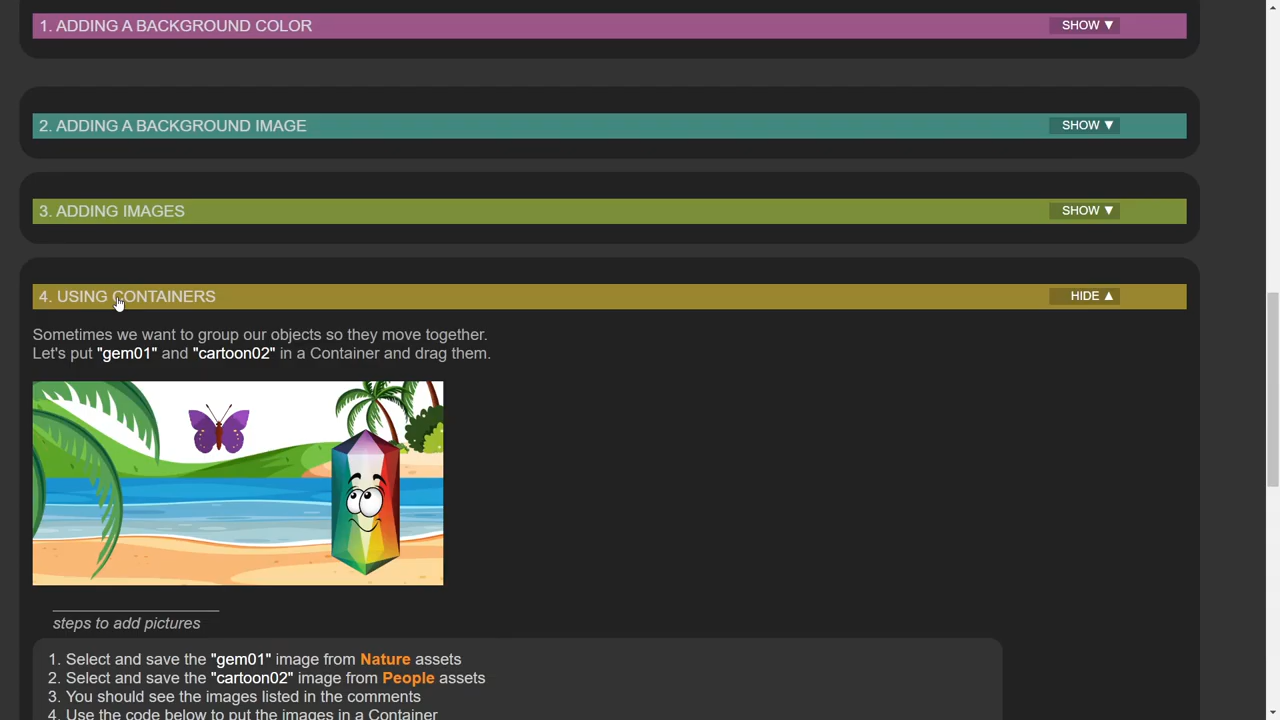 1. ADDING A BACKGROUND COLOR SHOW ▼
2. ADDING A BACKGROUND IMAGE SHOW ▼
3. ADDING IMAGES SHOW ▼
4. USING CONTAINERS HIDE ▲
Sometimes we want to group our objects so they move together.
Let's put "gem01" and "cartoon02" in a Container and drag them.
steps to add pictures
1. Select and save the "gem01" image from Nature assets
2. Select and save the "cartoon02" image from People assets
3. You should see the images listed in the comments
4. Use the code below to put the images in a Container